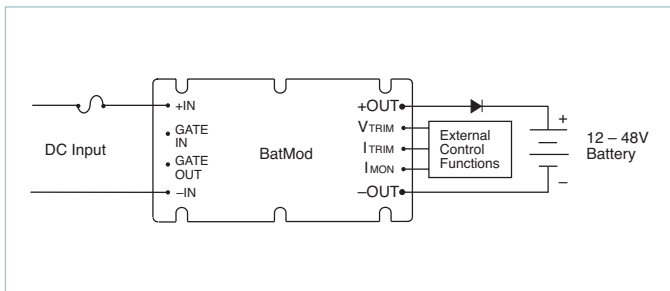 DC Input
+IN
GATE
IN
GATE
OUT
–IN
BatMod
+OUT
VTRIM
ITRIM
IMON
–OUT
External
Control
Functions
+
12 – 48V
Battery
–